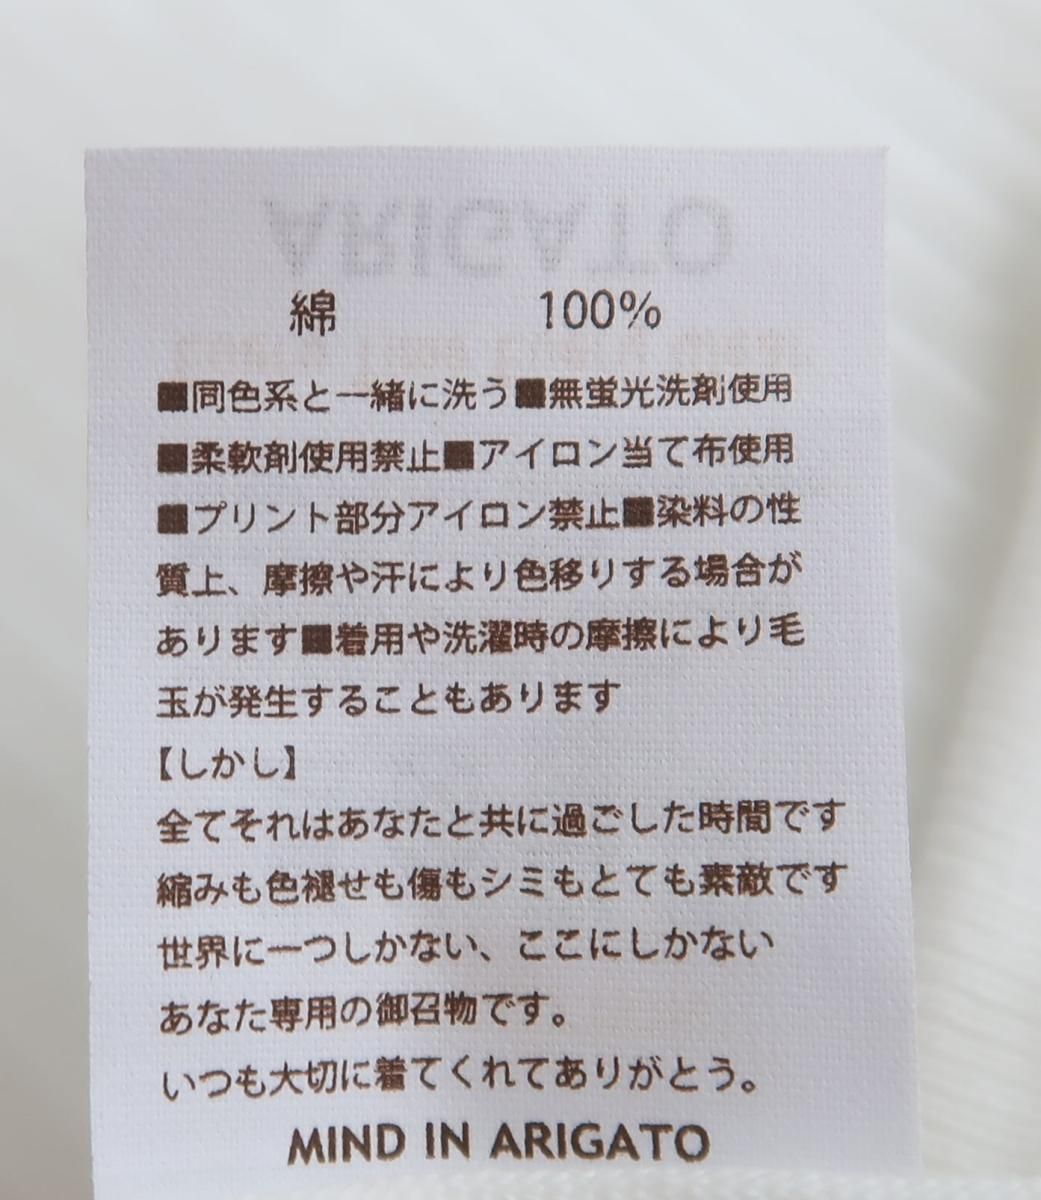 ARIGATO
綿 100%
■同色系と一緒に洗う■無蛍光洗剤使用
■柔軟剤使用禁止■アイロン当て布使用
■プリント部分アイロン禁止■染料の性
質上、摩擦や汗により色移りする場合が
あります■着用や洗濯時の摩擦により毛
玉が発生することもあります
【しかし】
全てそれはあなたと共に過ごした時間です
縮みも色褪せも傷もシミもとても素敵です
世界に一つしかない、ここにしかない
あなた専用の御召物です。
いつも大切に着てくれてありがとう。
MIND IN ARIGATO